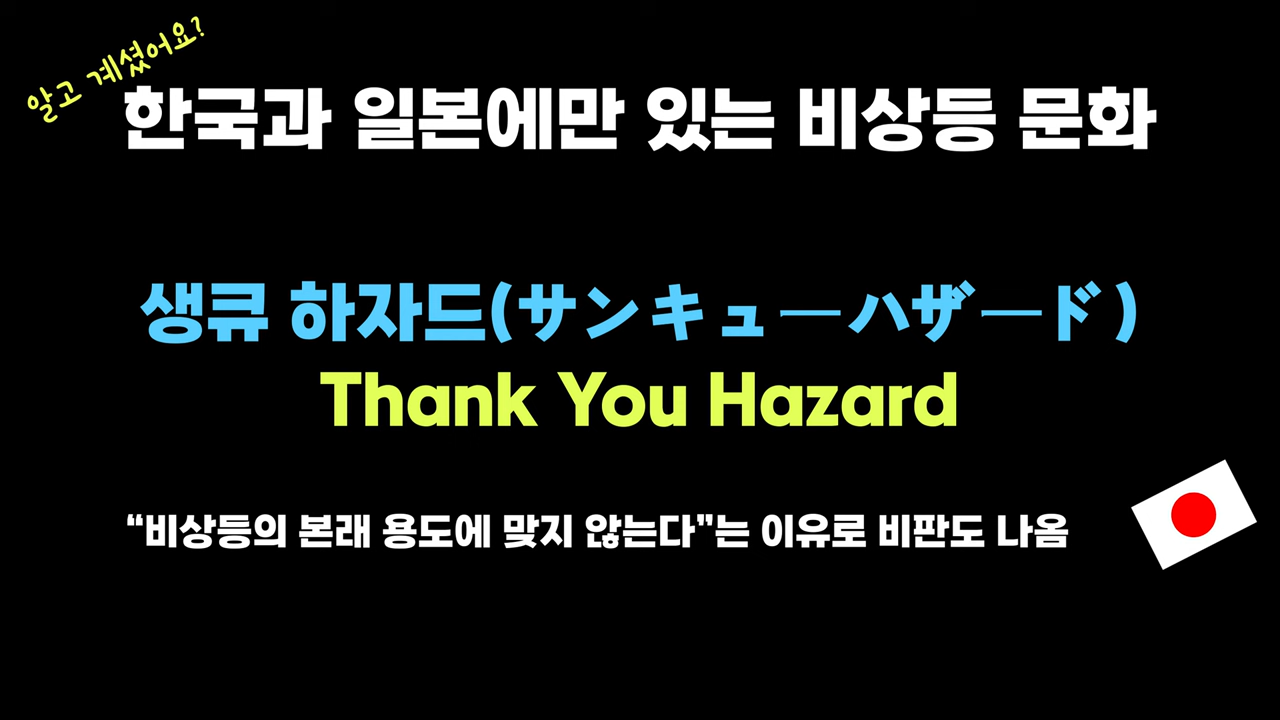 알고 계셨어요?
한국과 일본에만 있는 비상등 문화
생큐 하자드(サンキューハザード)
Thank You Hazard
“비상등의 본래 용도에 맞지 않는다”는 이유로 비판도 나옴